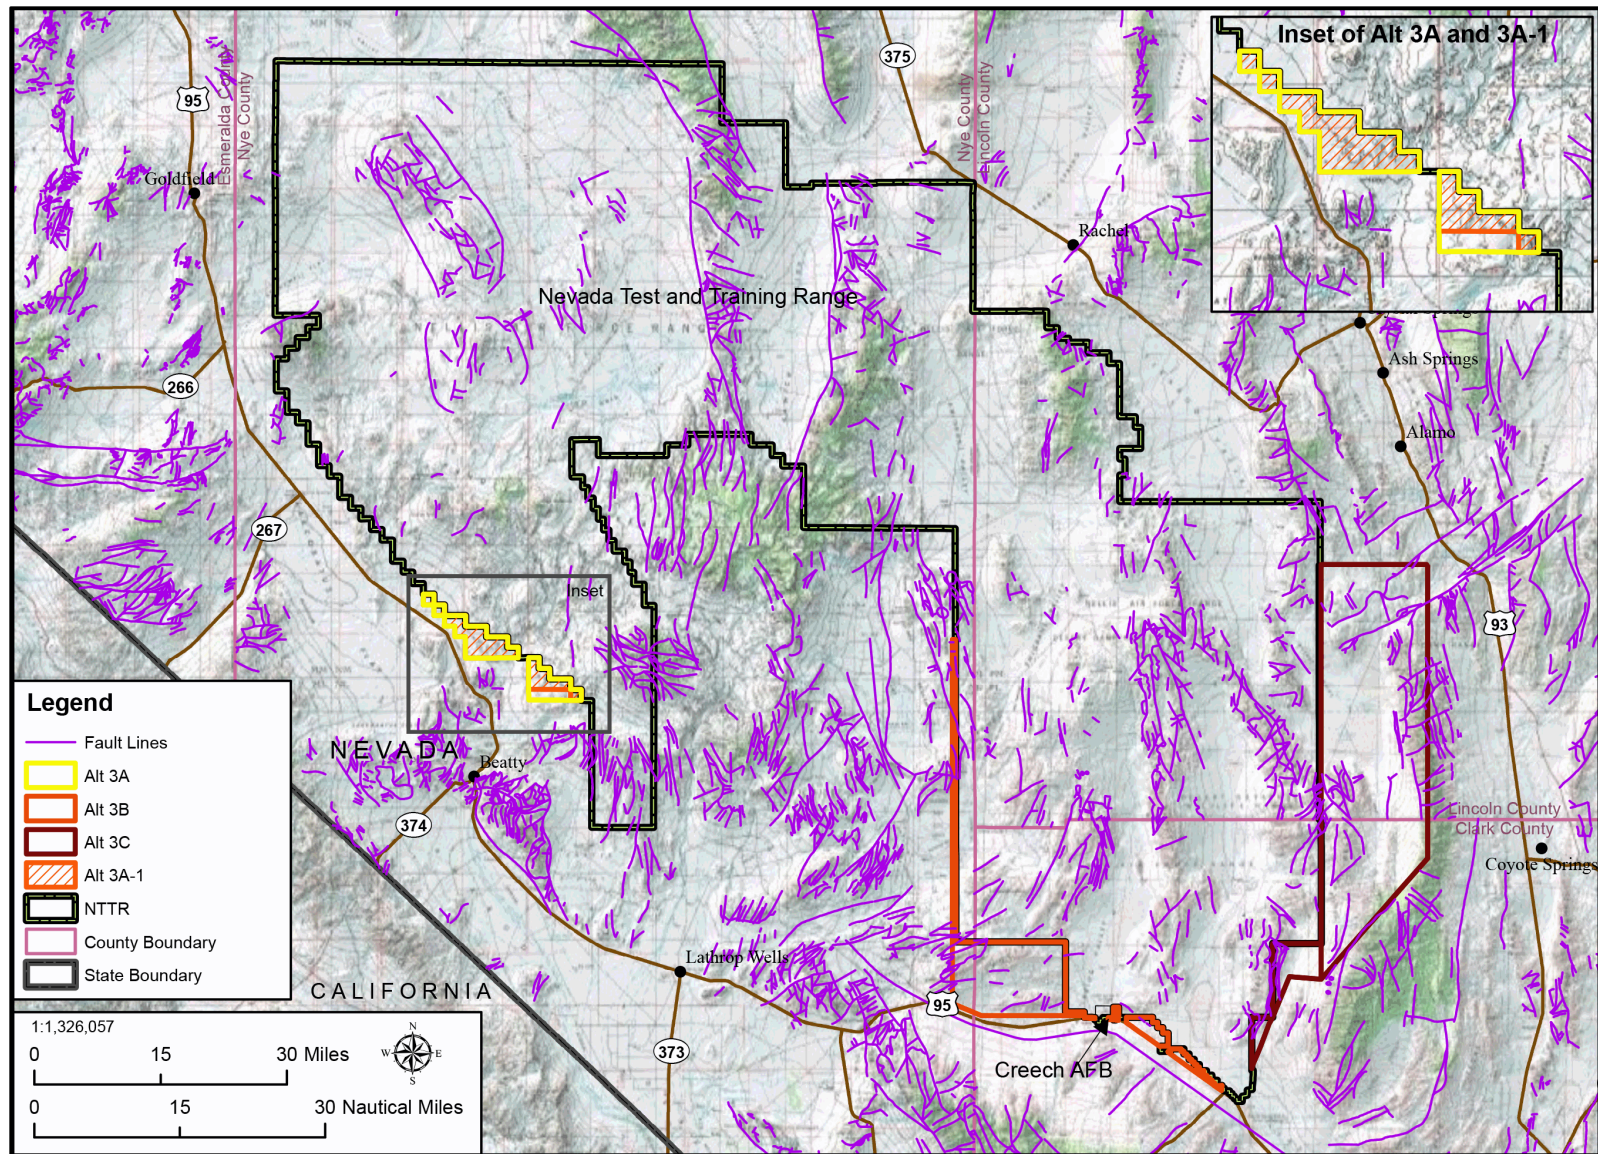 Inset of Alt 3A and 3A-1
375
95
Esmeralda County
Nye County
Nye County
Lincoln County
Goldfield
Rachel
Nevada Test and Training Range
Ash Springs
266
Alamo
267
Inset
93
Legend
Fault Lines
Alt 3A
Alt 3B
Alt 3C
Alt 3A-1
NTTR
County Boundary
State Boundary
NEVADA
Beatty
374
Lincoln County
Clark County
Coyote Springs
Lathrop Wells
CALIFORNIA
95
373
Creech AFB
1:1,326,057
N
W E
S
0 15 30 Miles
0 15 30 Nautical Miles